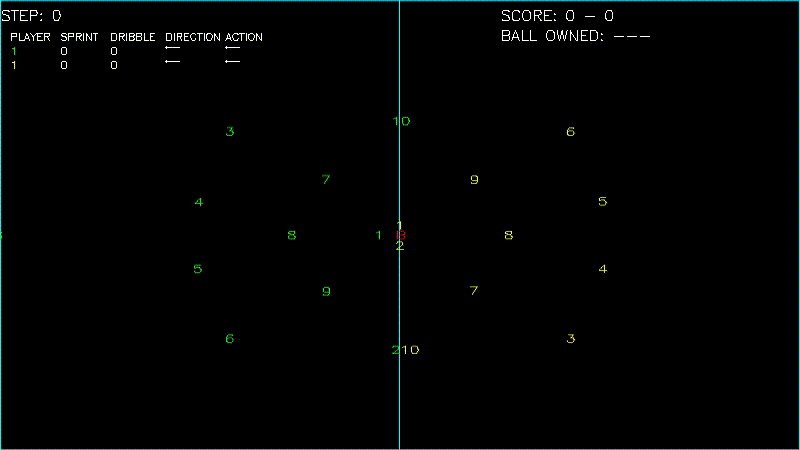 STEP: 0
SCORE: 0 - 0
BALL OWNED: ---
PLAYER SPRINT DRIBBLE DIRECTION ACTION
1 0 0 ← ←
1 0 0 ← ←
10
3 6
7 9
4 5
1
8 1 B 8
2
5 4
9 7
6 3
2 10